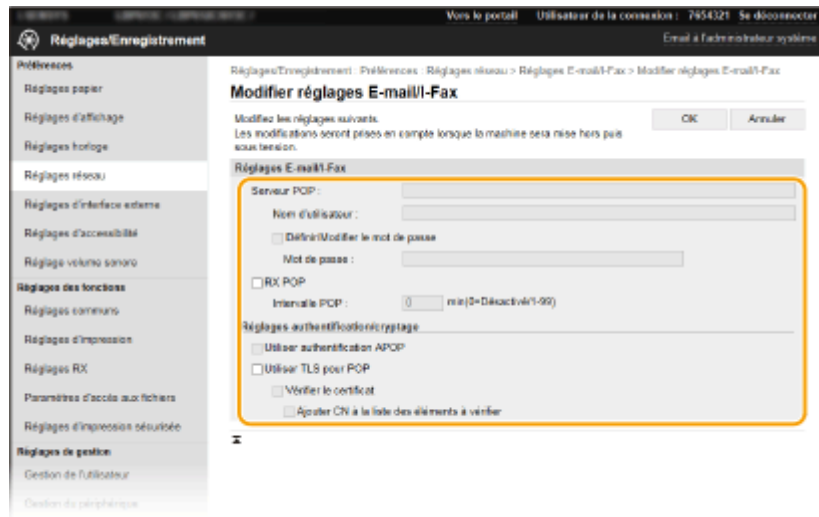 Vers le portail Utilisateur de la connexion : 7654321 Se déconnecter
Réglages/Enregistrement
Email à l'administrateur système
Préférences
Réglages papier
Réglages d'affichage
Réglages horloge
Réglages réseau
Réglages d'interface externe
Réglages d'accessibilité
Réglage volume sonore
Réglages des fonctions
Réglages communs
Réglages d'impression
Réglages RX
Paramètres d'accès aux fichiers
Réglages d'impression sécurisée
Réglages de gestion
Gestion de l'utilisateur
Gestion du périphérique
Réglages/Enregistrement : Préférences : Réglages réseau > Réglages E-mail/I-Fax > Modifier réglages E-mail/I-Fax
Modifier réglages E-mail/I-Fax
Modifiez les réglages suivants.
Les modifications seront prises en compte lorsque la machine sera mise hors puis
sous tension.
OK Annuler
Réglages E-mail/I-Fax
Serveur POP :
Nom d'utilisateur :
Définir/Modifier le mot de passe
Mot de passe :
RX POP
Intervalle POP : 0 min(0=Désactivé/1-99)
Réglages authentification/cryptage
Utiliser authentification APOP
Utiliser TLS pour POP
Vérifier le certificat
Ajouter CN à la liste des éléments à vérifier